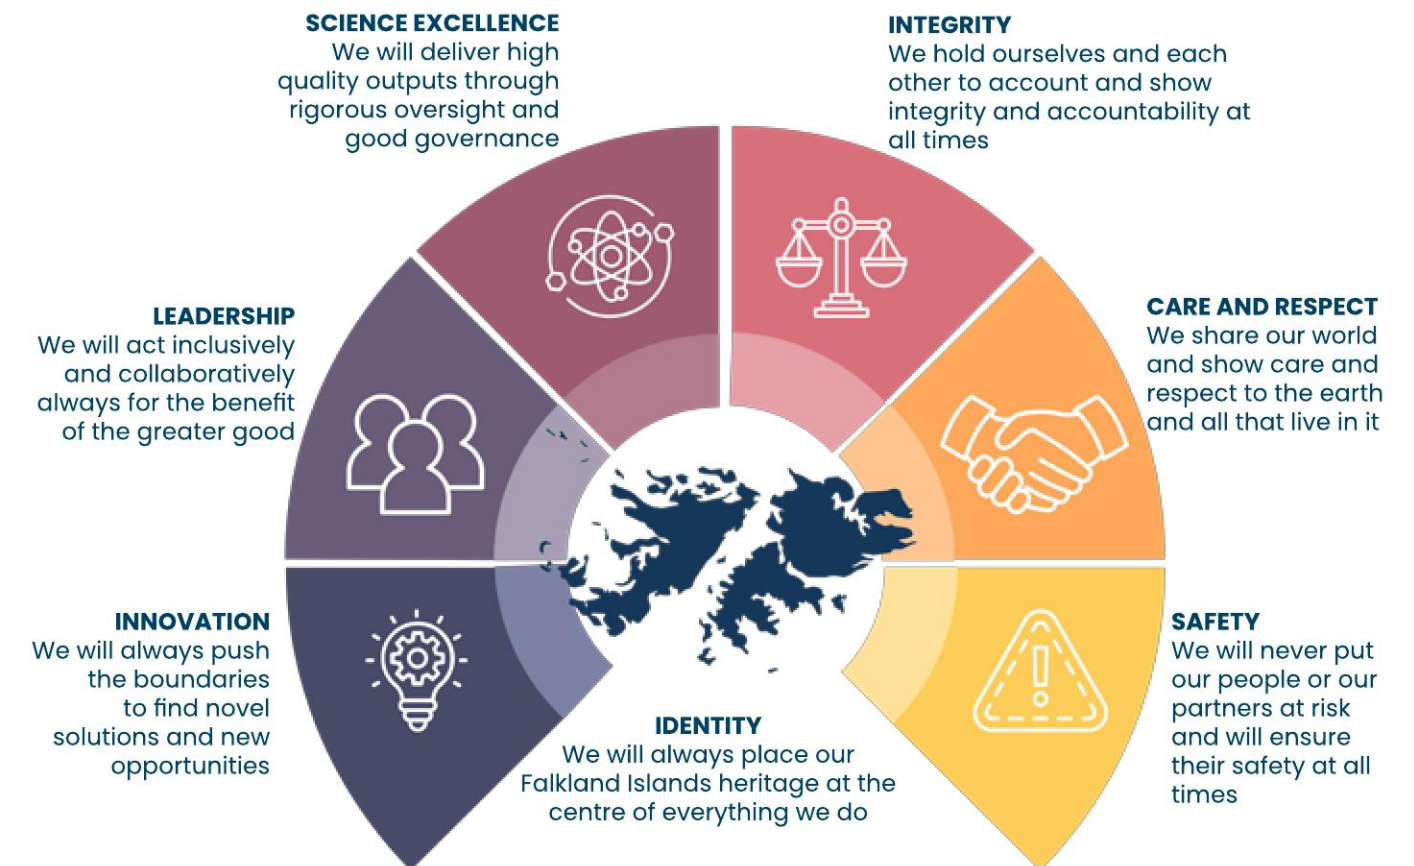 SCIENCE EXCELLENCE
We will deliver high
quality outputs through
rigorous oversight and
good governance
INTEGRITY
We hold ourselves and each
other to account and show
integrity and accountability at
all times
LEADERSHIP
We will act inclusively
and collaboratively
always for the benefit
of the greater good
CARE AND RESPECT
We share our world
and show care and
respect to the earth
and all that live in it
INNOVATION
We will always push
the boundaries
to find novel
solutions and new
opportunities
IDENTITY
We will always place our
Falkland Islands heritage at the
centre of everything we do
SAFETY
We will never put
our people or our
partners at risk
and will ensure
their safety at all
times